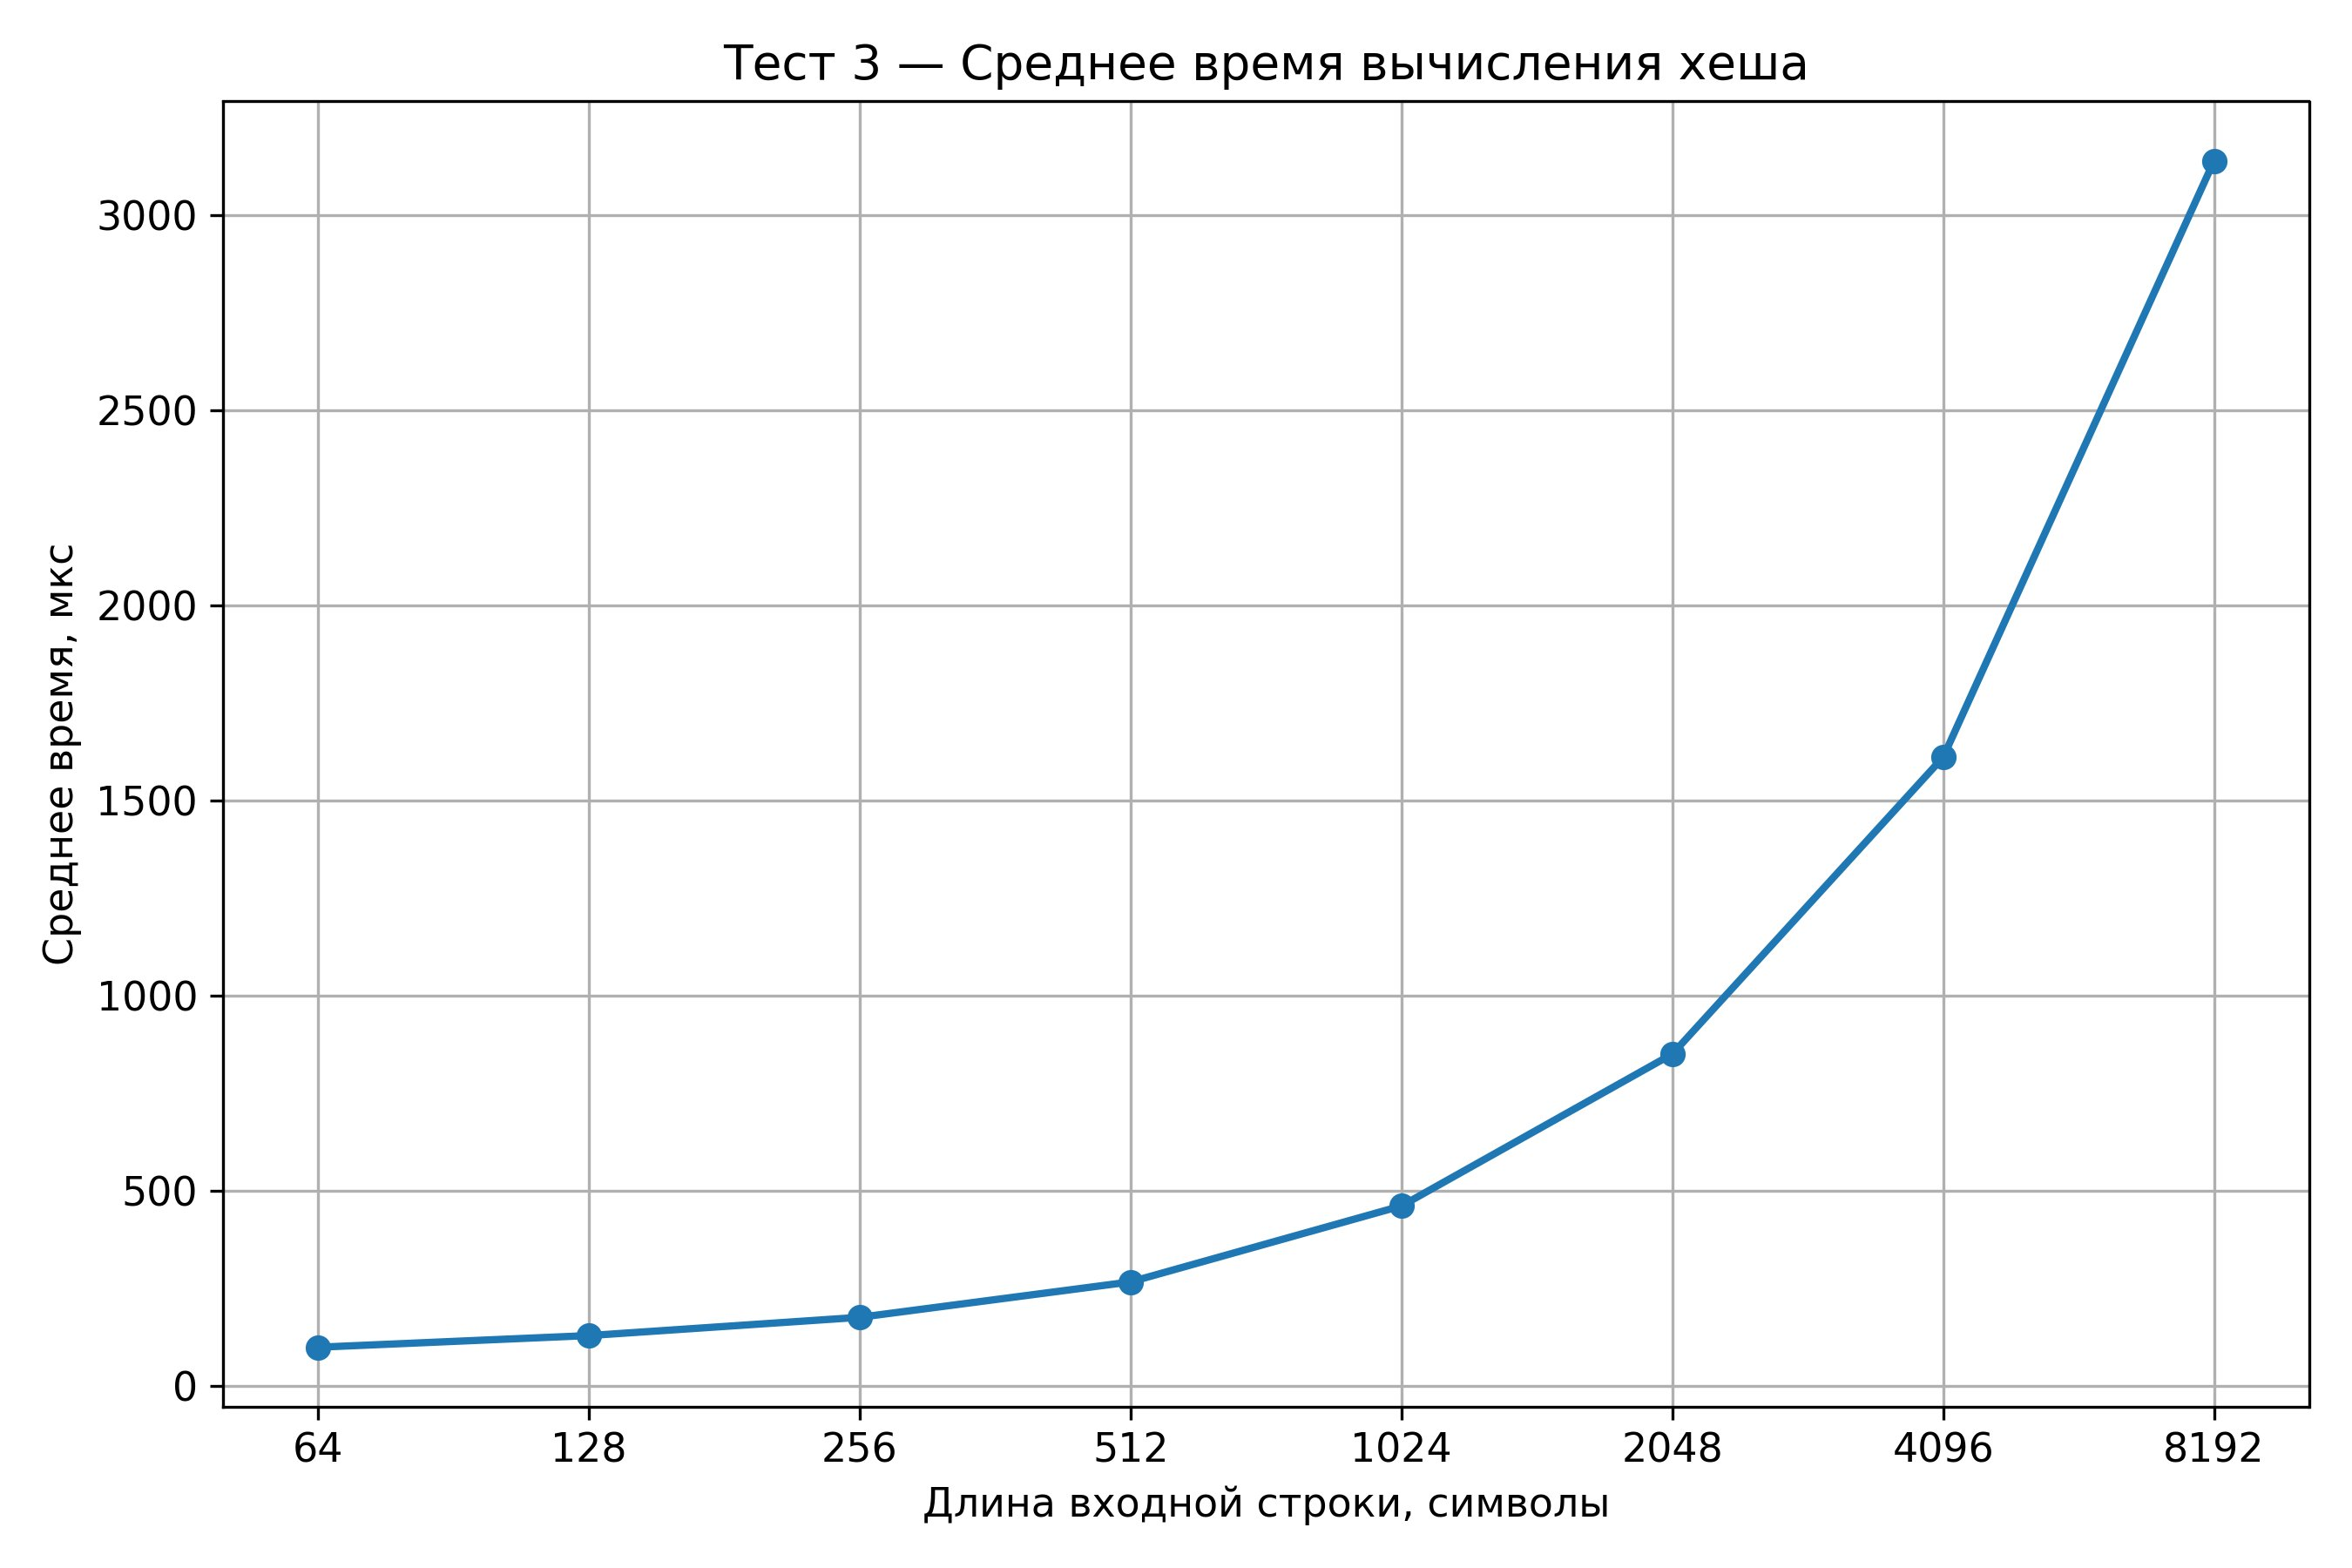 Тест 3 — Среднее время вычисления хеша
Среднее время, мкс
3000
2500
2000
1500
1000
500
0
64 128 256 512 1024 2048 4096 8192
Длина входной строки, символы